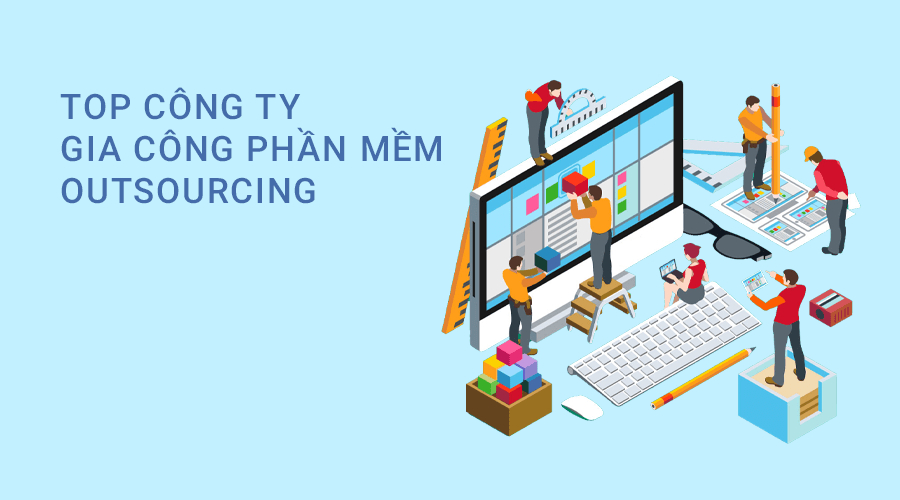 TOP CÔNG TY
GIA CÔNG PHẦN MỀM
OUTSOURCING